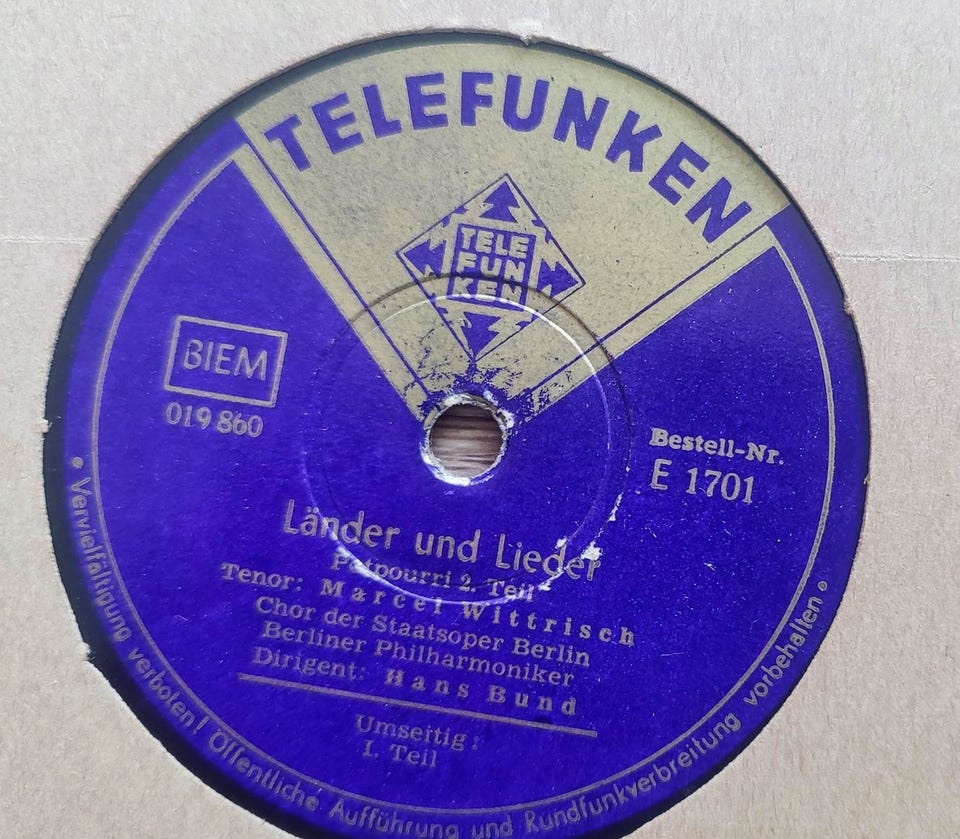 TELEFUNKEN
TELE
FUN
KEN
BIEM
019 860
Bestell-Nr.
E 1701
Länder und Lieder
Potpourri 2. Teil
Tenor: Marcel Wittrisch
Chor der Staatsoper Berlin
Berliner Philharmoniker
Dirigent: Hans Bund
Umseitig:
I. Teil
• Vervielfältigung verboten! Öffentliche Aufführung und Rundfunkverbreitung vorbehalten •